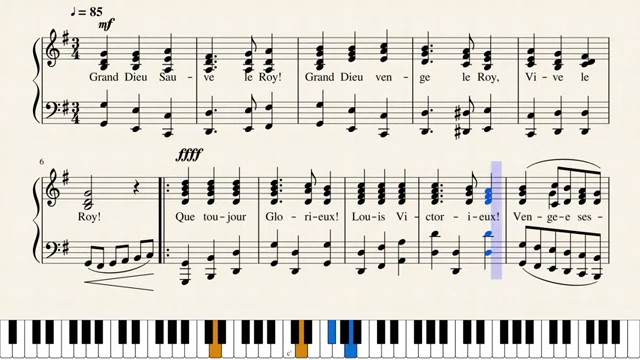 ♩ = 85
mf
Grand Dieu Sau - ve le Roy! Grand Dieu ven - ge le Roy, Vi - ve le
6
ffff
Roy! Que tou-jour Glo - ri-eux! Lou-is Vi - ctor - i-eux! Ven-ge-e ses -
c'